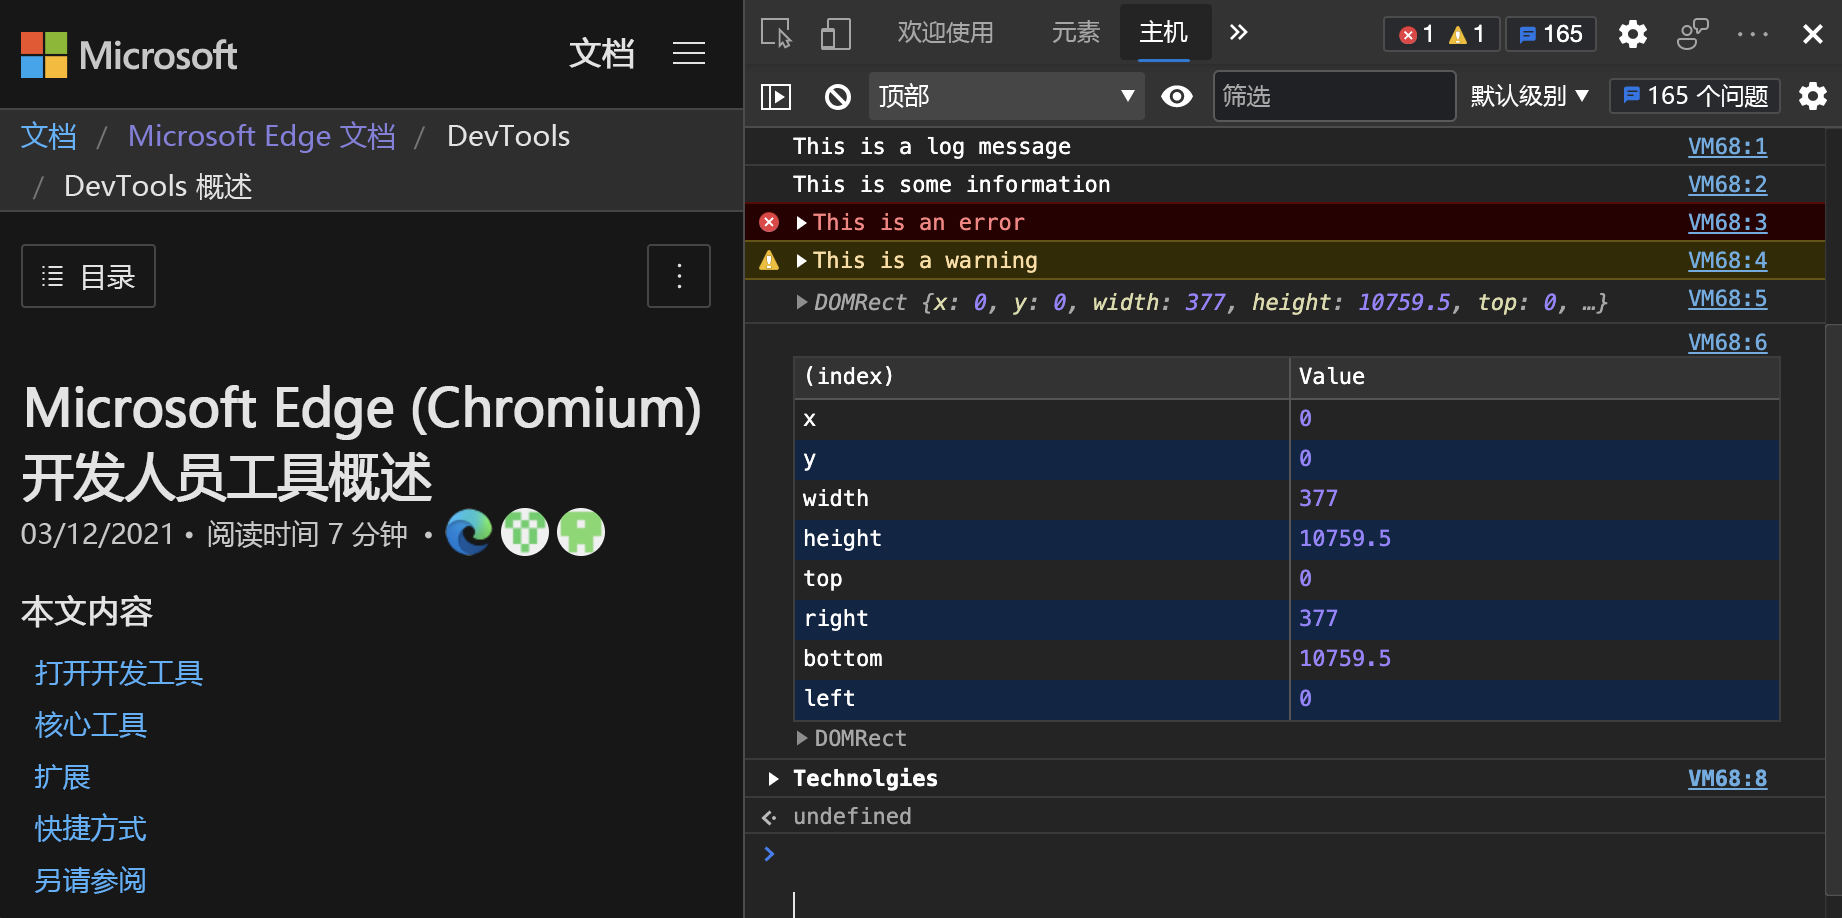 Microsoft
文档
文档 / Microsoft Edge 文档 / DevTools
/ DevTools 概述
目录
Microsoft Edge (Chromium)
开发人员工具概述
03/12/2021 • 阅读时间 7 分钟 •
本文内容
打开开发工具
核心工具
扩展
快捷方式
另请参阅
欢迎使用 元素 主机 1 1 165
顶部 筛选 默认级别 165 个问题
This is a log message VM68:1
This is some information VM68:2
This is an error VM68:3
This is a warning VM68:4
DOMRect {x: 0, y: 0, width: 377, height: 10759.5, top: 0, …} VM68:5
VM68:6
(index) Value
x 0
y 0
width 377
height 10759.5
top 0
right 377
bottom 10759.5
left 0
DOMRect
Technolgies VM68:8
undefined